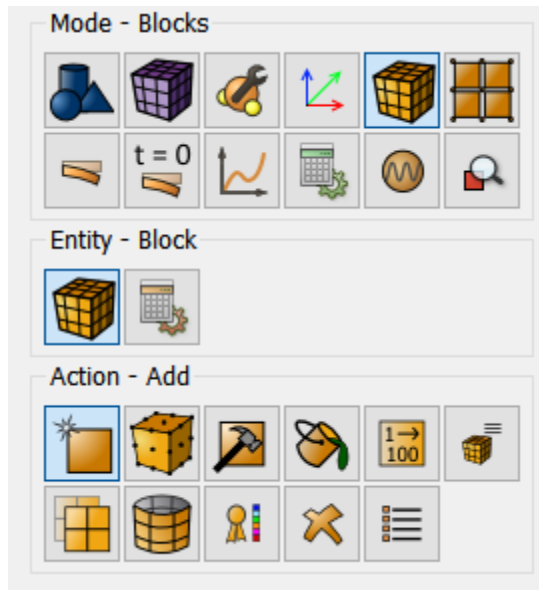 Mode - Blocks
t = 0
Entity - Block
Action - Add
1→
100